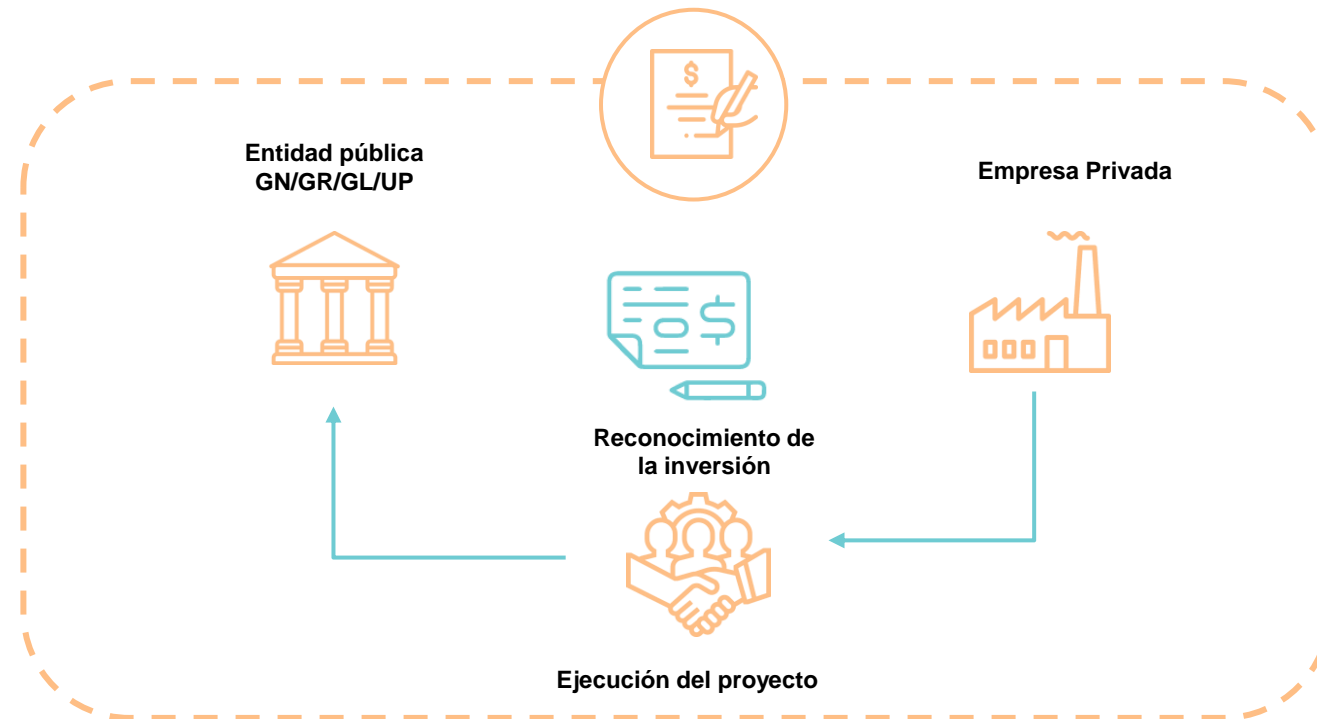 Entidad pública
GN/GR/GL/UP
Empresa Privada
$
$
Reconocimiento de
la inversión
Ejecución del proyecto